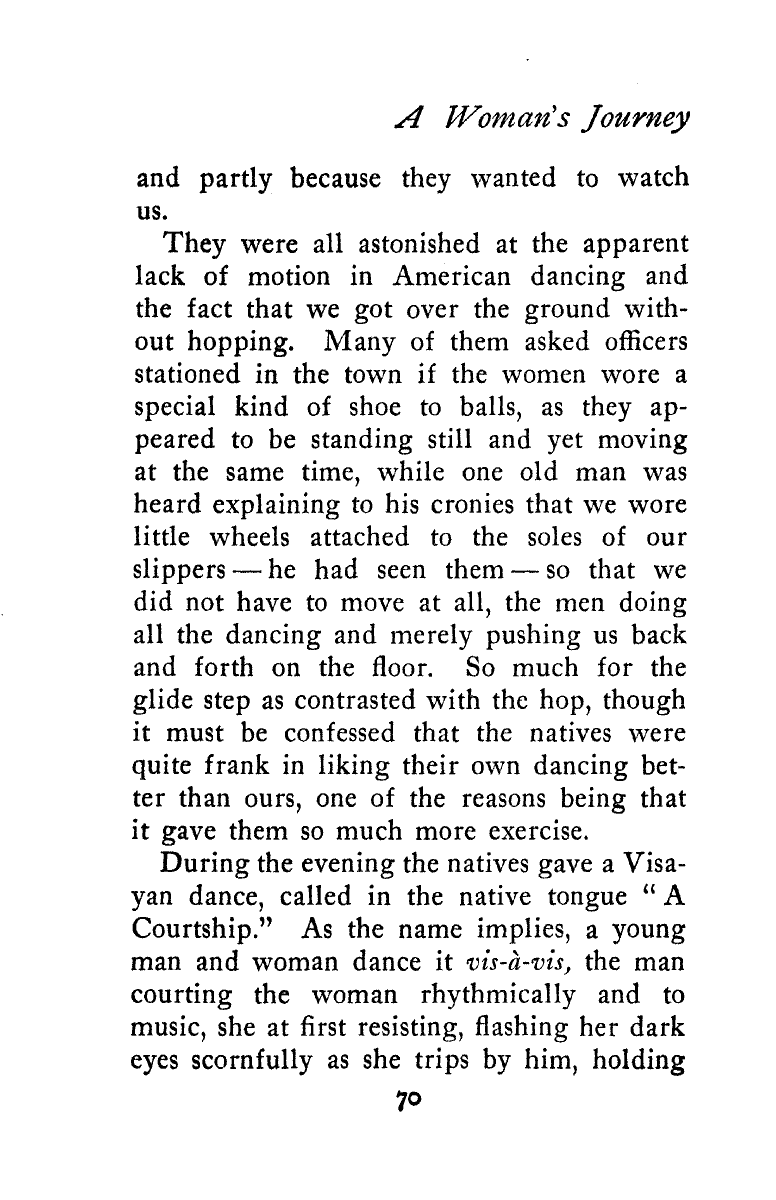 A Woman's Journey
and partly because they wanted to watch
us.
They were all astonished at the apparent
lack of motion in American dancing and
the fact that we got over the ground with-
out hopping. Many of them asked officers
stationed in the town if the women wore a
special kind of shoe to balls, as they ap-
peared to be standing still and yet moving
at the same time, while one old man was
heard explaining to his cronies that we wore
little wheels attached to the soles of our
slippers — he had seen them — so that we
did not have to move at all, the men doing
all the dancing and merely pushing us back
and forth on the floor. So much for the
glide step as contrasted with the hop, though
it must be confessed that the natives were
quite frank in liking their own dancing bet-
ter than ours, one of the reasons being that
it gave them so much more exercise.
During the evening the natives gave a Visa-
yan dance, called in the native tongue " A
Courtship." As the name implies, a young
man and woman dance it vis-à-vis, the man
courting the woman rhythmically and to
music, she at first resisting, flashing her dark
eyes scornfully as she trips by him, holding
70